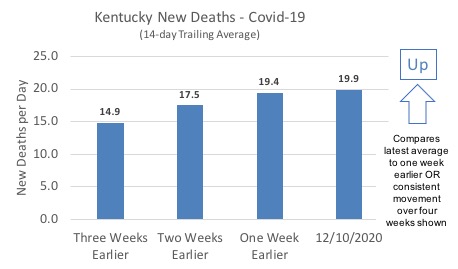 Kentucky New Deaths - Covid-19
(14-day Trailing Average)
New Deaths per Day
25.0
20.0
15.0
10.0
5.0
0.0
14.9
17.5
19.4
19.9
Three Weeks
Earlier
Two Weeks
Earlier
One Week
Earlier
12/10/2020
Up
Compares
latest average
to one week
earlier OR
consistent
movement
over four
weeks shown